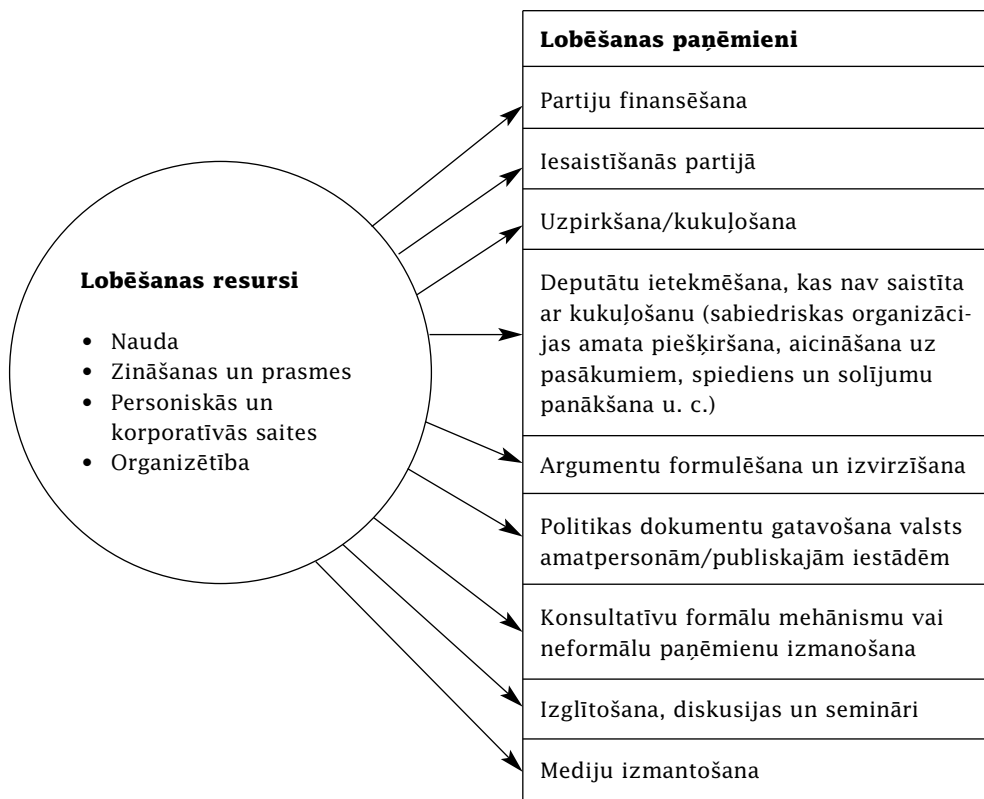 Lobēšanas resursi
• Nauda
• Zināšanas un prasmes
• Personiskās un
korporatīvās saites
• Organizētība
Lobēšanas paņēmieni
Partiju finansēšana
Iesaistīšanās partijā
Uzpirkšana/kukuļošana
Deputātu ietekmēšana, kas nav saistīta
ar kukuļošanu (sabiedriskas organizāci-
jas amata piešķiršana, aicināšana uz
pasākumiem, spiediens un solījumu
panākšana u. c.)
Argumentu formulēšana un izvirzīšana
Politikas dokumentu gatavošana valsts
amatpersonām/publiskajām iestādēm
Konsultatīvu formālu mehānismu vai
neformālu paņēmienu izmanošana
Izglītošana, diskusijas un semināri
Mediju izmantošana